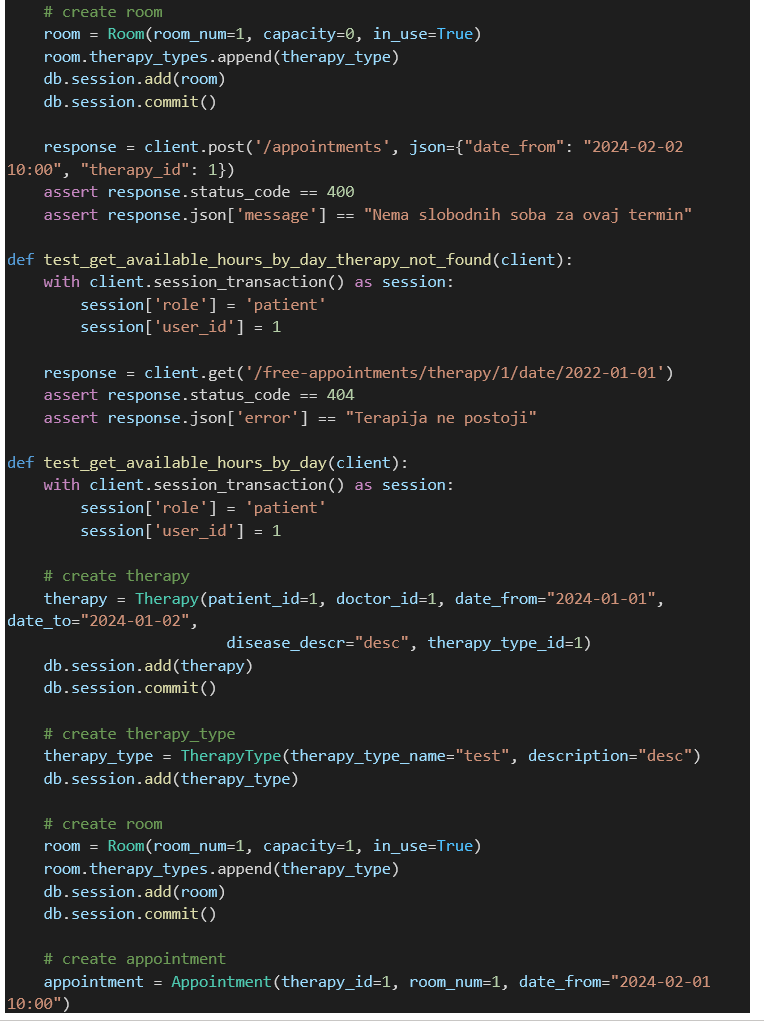 # create room
    room = Room(room_num=1, capacity=0, in_use=True)
    room.therapy_types.append(therapy_type)
    db.session.add(room)
    db.session.commit()

    response = client.post('/appointments', json={"date_from": "2024-02-02
10:00", "therapy_id": 1})
    assert response.status_code == 400
    assert response.json['message'] == "Nema slobodnih soba za ovaj termin"

def test_get_available_hours_by_day_therapy_not_found(client):
    with client.session_transaction() as session:
        session['role'] = 'patient'
        session['user_id'] = 1

    response = client.get('/free-appointments/therapy/1/date/2022-01-01')
    assert response.status_code == 404
    assert response.json['error'] == "Terapija ne postoji"

def test_get_available_hours_by_day(client):
    with client.session_transaction() as session:
        session['role'] = 'patient'
        session['user_id'] = 1

    # create therapy
    therapy = Therapy(patient_id=1, doctor_id=1, date_from="2024-01-01",
date_to="2024-01-02",
                        disease_descr="desc", therapy_type_id=1)
    db.session.add(therapy)
    db.session.commit()

    # create therapy_type
    therapy_type = TherapyType(therapy_type_name="test", description="desc")
    db.session.add(therapy_type)

    # create room
    room = Room(room_num=1, capacity=1, in_use=True)
    room.therapy_types.append(therapy_type)
    db.session.add(room)
    db.session.commit()

    # create appointment
    appointment = Appointment(therapy_id=1, room_num=1, date_from="2024-02-01
10:00")